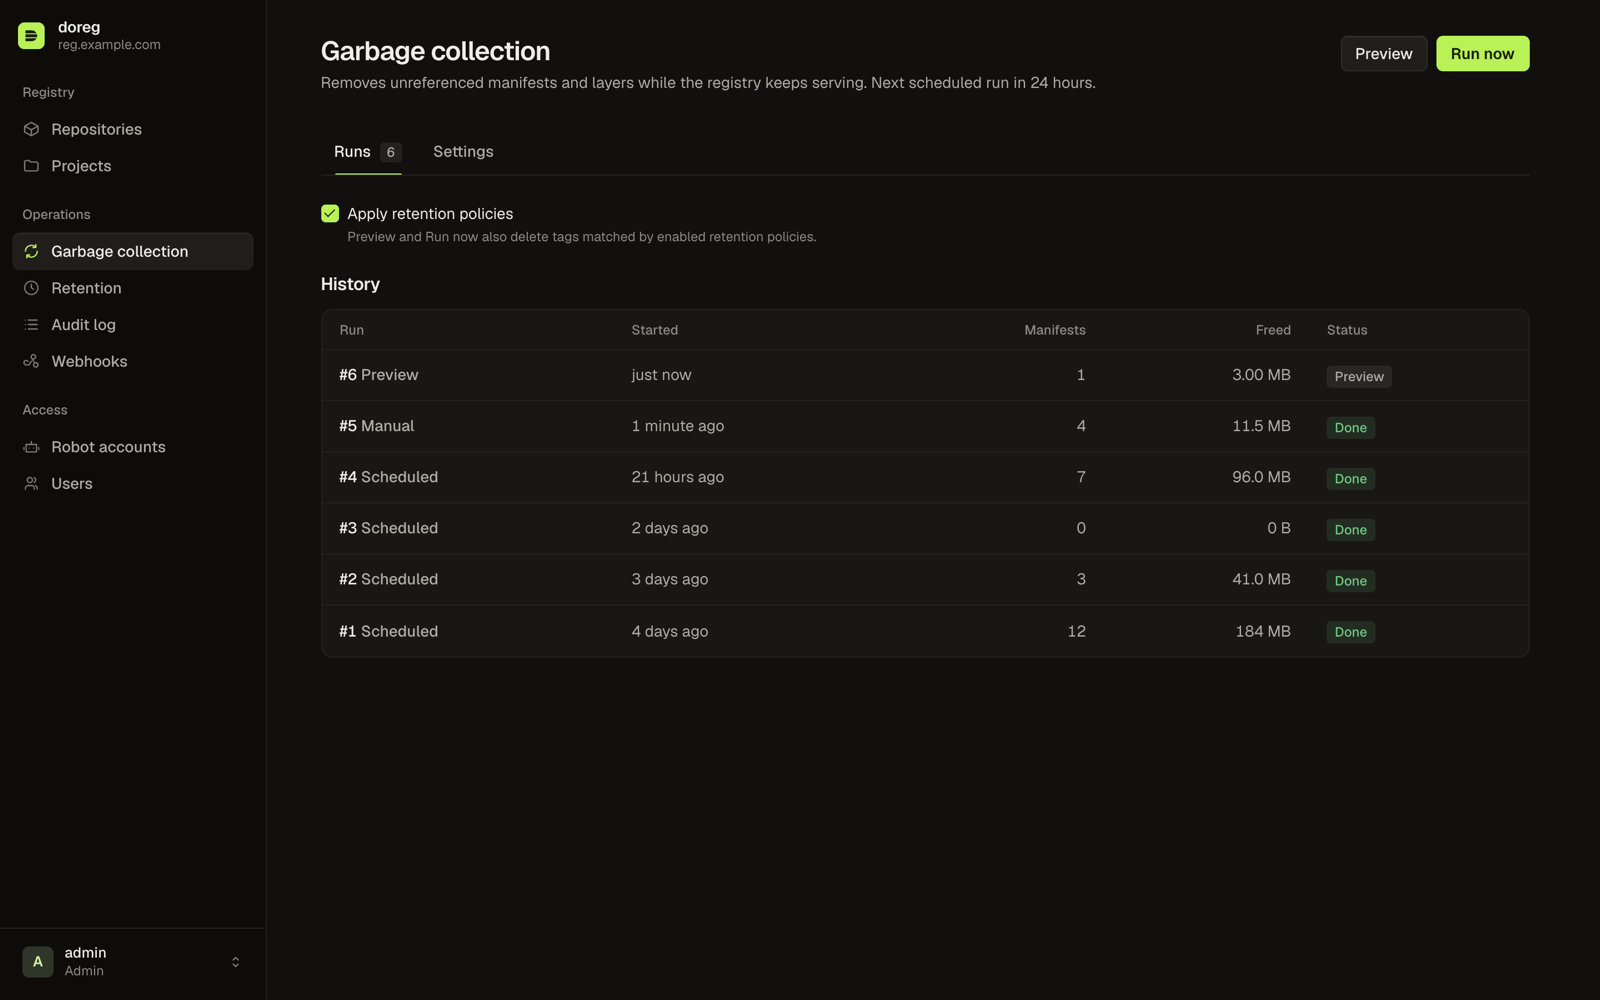 doreg
reg.example.com
Registry
Repositories
Projects
Operations
Garbage collection
Retention
Audit log
Webhooks
Access
Robot accounts
Users
A
admin
Admin
Garbage collection
Removes unreferenced manifests and layers while the registry keeps serving. Next scheduled run in 24 hours.
Preview
Run now
Runs 6
Settings
Apply retention policies
Preview and Run now also delete tags matched by enabled retention policies.
History
Run Started Manifests Freed Status
#6 Preview just now 1 3.00 MB Preview
#5 Manual 1 minute ago 4 11.5 MB Done
#4 Scheduled 21 hours ago 7 96.0 MB Done
#3 Scheduled 2 days ago 0 0 B Done
#2 Scheduled 3 days ago 3 41.0 MB Done
#1 Scheduled 4 days ago 12 184 MB Done